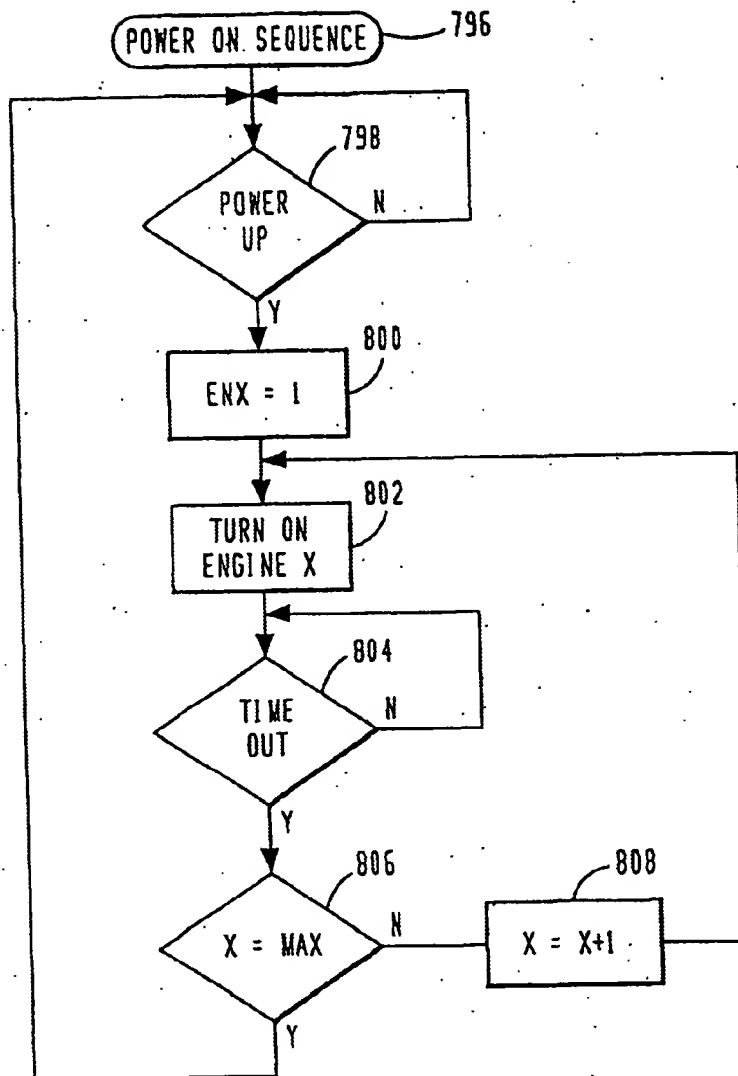 POWER ON SEQUENCE
796
798
POWER
UP
N
Y
800
ENX = 1
802
TURN ON
ENGINE X
804
TIME
OUT
N
Y
806
808
X = MAX
N
X = X+1
Y